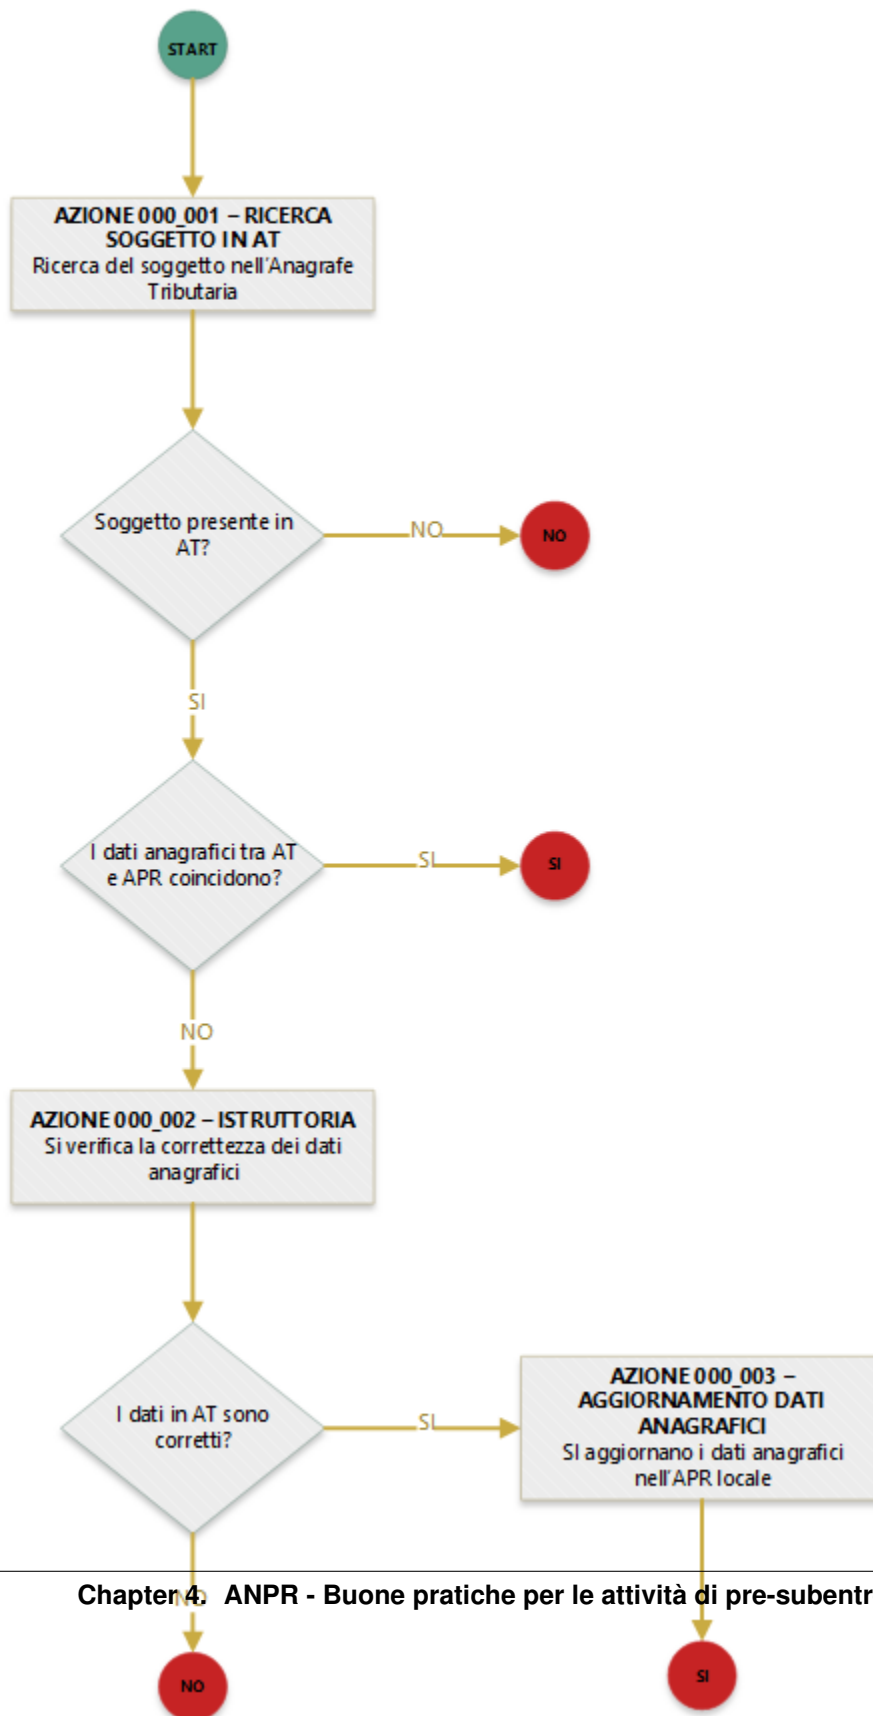 START
AZIONE 000_001 – RICERCA
SOGGETTO IN AT
Ricerca del soggetto nell'Anagrafe
Tributaria
Soggetto presente in
AT?
NO
NO
SI
I dati anagrafici tra AT
e APR coincidono?
SI
SI
NO
AZIONE 000_002 – ISTRUTTORIA
Si verifica la correttezza dei dati
anagrafici
I dati in AT sono
corretti?
SI
AZIONE 000_003 –
AGGIORNAMENTO DATI
ANAGRAFICI
SI aggiornano i dati anagrafici
nell'APR locale
NO
Chapter 4. ANPR - Buone pratiche per le attività di pre-subentr
NO
SI